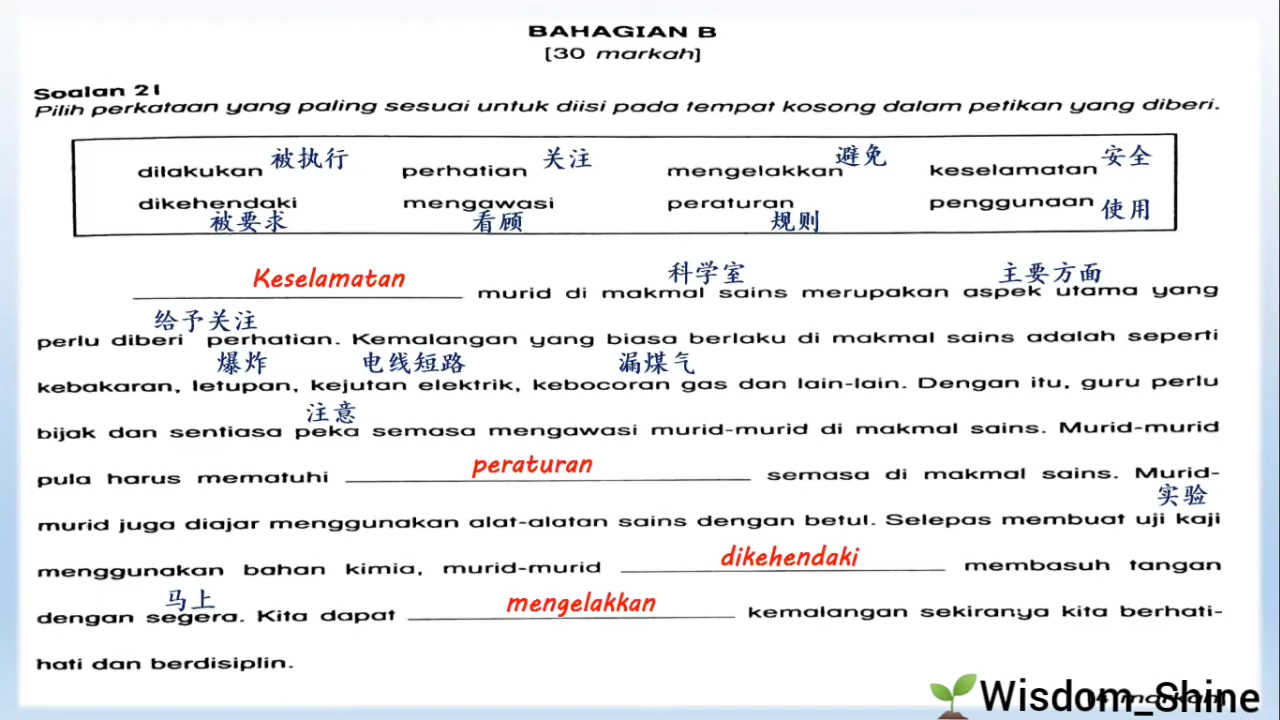 BAHAGIAN B
[30 markah]
Soalan 21
Pilih perkataan yang paling sesuai untuk diisi pada tempat kosong dalam petikan yang diberi.
dilakukan 被执行 perhatian 关注 mengelakkan 避免 keselamatan 安全
dikehendaki mengawasi peraturan penggunaan 使用
被要求 看顾 规则
科学室 主要方面
Keselamatan murid di makmal sains merupakan aspek utama yang
给予关注
perlu diberi perhatian. Kemalangan yang biasa berlaku di makmal sains adalah seperti
爆炸 电线短路 漏煤气
kebakaran, letupan, kejutan elektrik, kebocoran gas dan lain-lain. Dengan itu, guru perlu
注意
bijak dan sentiasa peka semasa mengawasi murid-murid di makmal sains. Murid-murid
pula harus mematuhi peraturan semasa di makmal sains. Murid-
实验
murid juga diajar menggunakan alat-alatan sains dengan betul. Selepas membuat uji kaji
menggunakan bahan kimia, murid-murid dikehendaki membasuh tangan
马上
dengan segera. Kita dapat mengelakkan kemalangan sekiranya kita berhati-
hati dan berdisiplin.
Wisdom_Shine